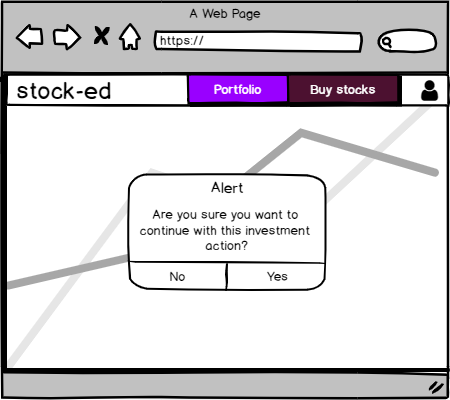 A Web Page
https://
stock-ed
Portfolio
Buy stocks
Alert
Are you sure you want to
continue with this investment
action?
No
Yes